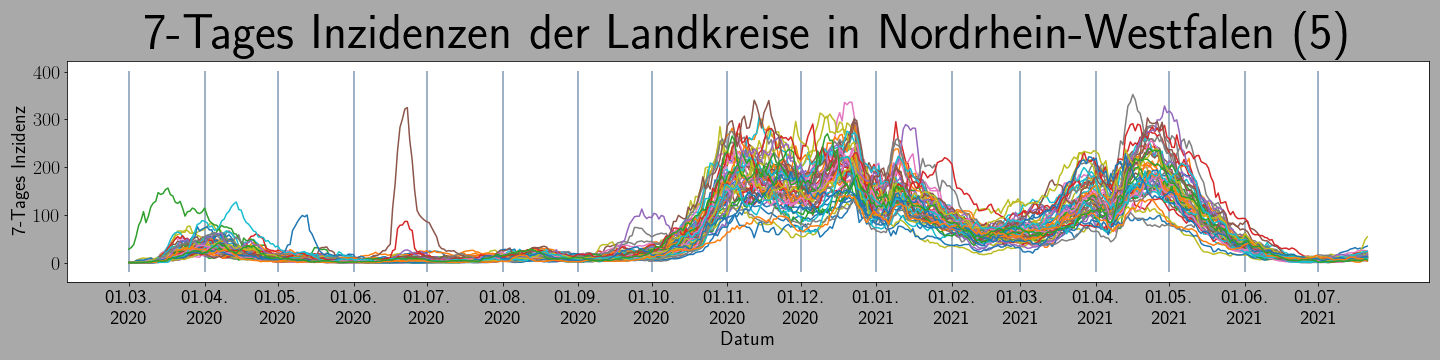 7-Tages Inzidenzen der Landkreise in Nordrhein-Westfalen (5)
7-Tages Inzidenz
400
300
200
100
0
01.03. 01.04. 01.05. 01.06. 01.07. 01.08. 01.09. 01.10. 01.11. 01.12. 01.01. 01.02. 01.03. 01.04. 01.05. 01.06. 01.07.
2020 2020 2020 2020 2020 2020 2020 2020 2020 2020 2021 2021 2021 2021 2021 2021 2021
Datum